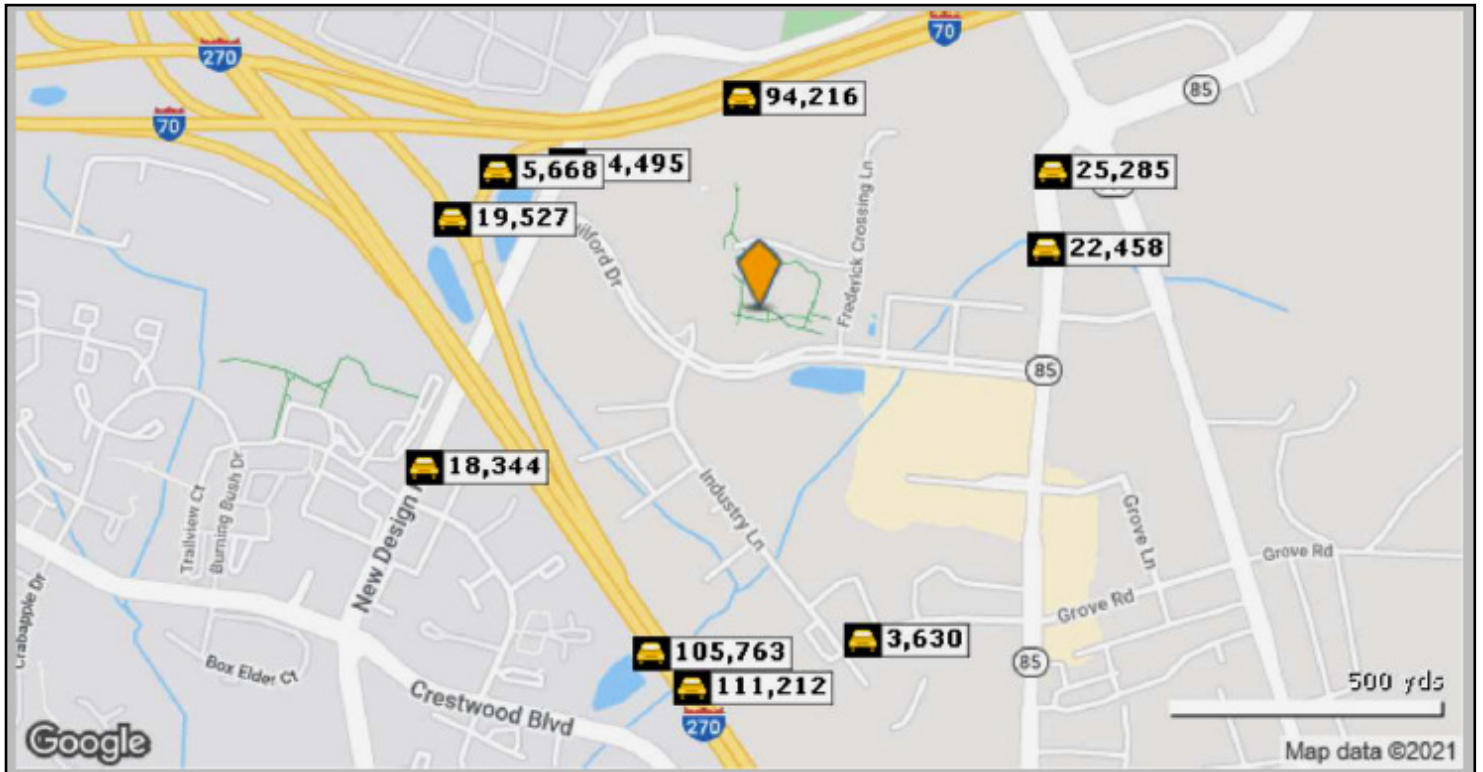 270
70
85
94,216
70
5,668
4,495
25,285
19,527
22,458
Guilford Dr
Frederick Crossing Ln
85
18,344
New Design
Trailview Ct
Burning Bush Dr
Industry Ln
Grove Ln
Grove Rd
Grove Rd
Crabapple Dr
Box Elder Ct
Crestwood Blvd
105,763
111,212
270
3,630
85
500 yds
Google
Map data ©2021